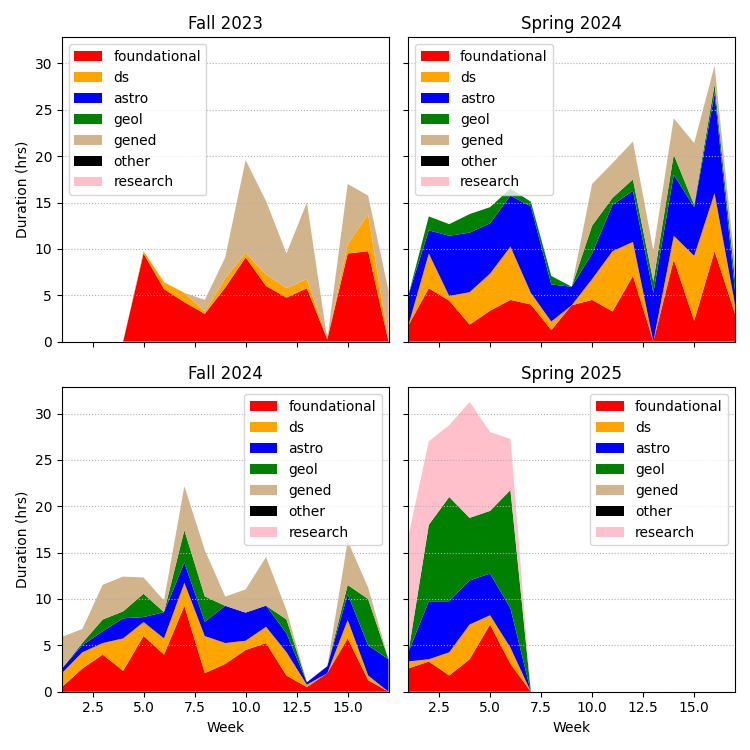 Fall 2023
Spring 2024
foundational
ds
astro
geol
gened
other
research
foundational
ds
astro
geol
gened
other
research
Duration (hrs)
30
25
20
15
10
5
0
Fall 2024
Spring 2025
foundational
ds
astro
geol
gened
other
research
foundational
ds
astro
geol
gened
other
research
Duration (hrs)
30
25
20
15
10
5
0
2.5 5.0 7.5 10.0 12.5 15.0
2.5 5.0 7.5 10.0 12.5 15.0
Week
Week